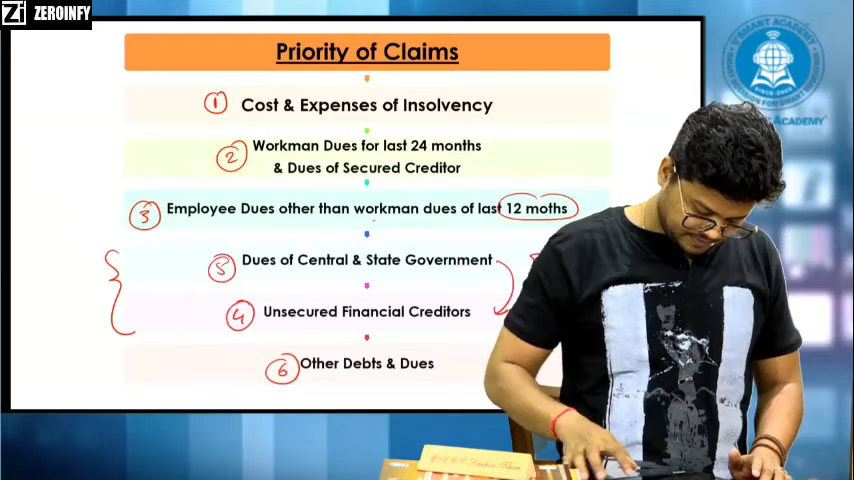 Zi ZEROINFY
Priority of Claims
1 Cost & Expenses of Insolvency
2 Workman Dues for last 24 months
& Dues of Secured Creditor
3 Employee Dues other than workman dues of last 12 moths
5 Dues of Central & State Government
4 Unsecured Financial Creditors
6 Other Debts & Dues